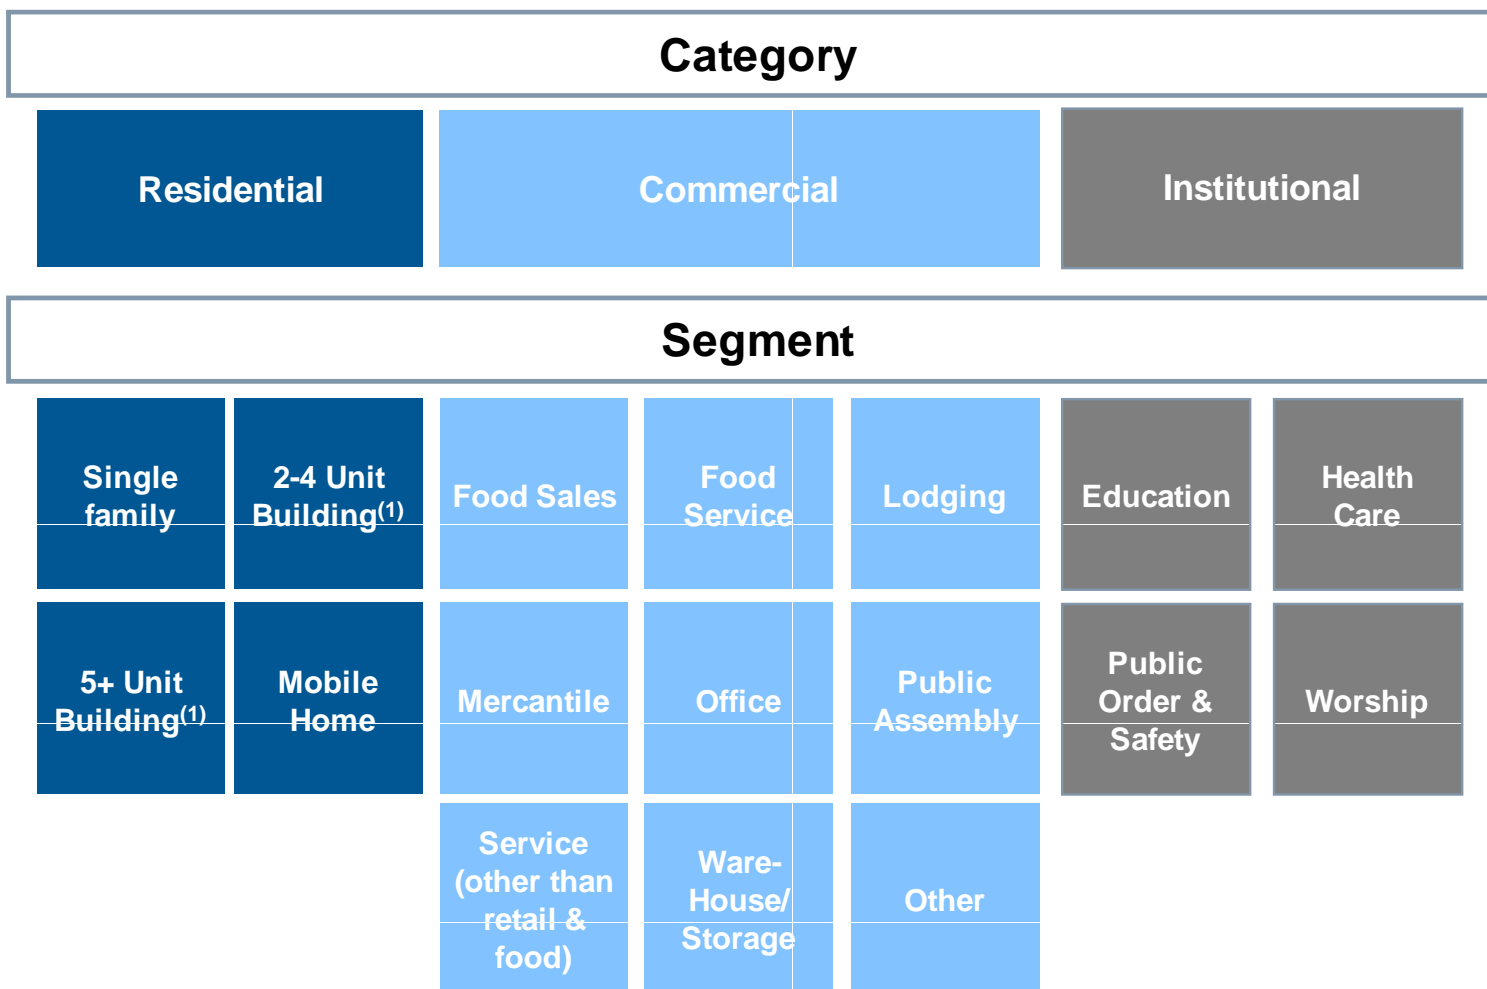 Category
Residential
Commercial
Institutional
Segment
Single
family
2-4 Unit
Building(1)
Food Sales
Food
Service
Lodging
Education
Health
Care
5+ Unit
Building(1)
Mobile
Home
Mercantile
Office
Public
Assembly
Public
Order &
Safety
Worship
Service
(other than
retail &
food)
Ware-
House/
Storage
Other